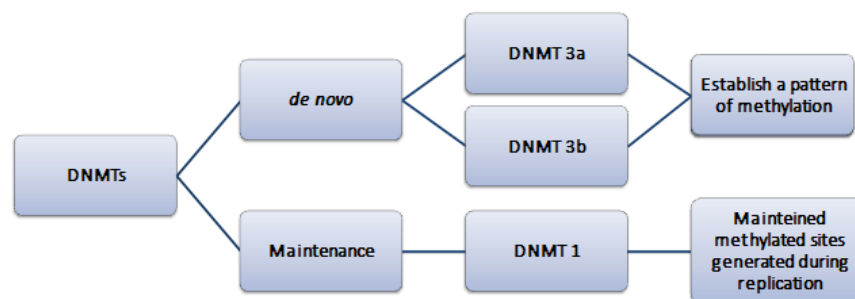 DNMTs
de novo
Maintenance
DNMT 3a
DNMT 3b
DNMT 1
Establish a pattern
of methylation
Mainteined
methylated sites
generated during
replication